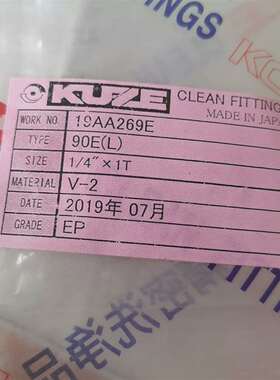 KUZE CLEAN FITTING
MADE IN JAPA
WORK NO. 19AA269E
TYPE 90E(L)
SIZE 1/4"×1T
MATERIAL V-2
DATE 2019年 07月
GRADE EP
INGS